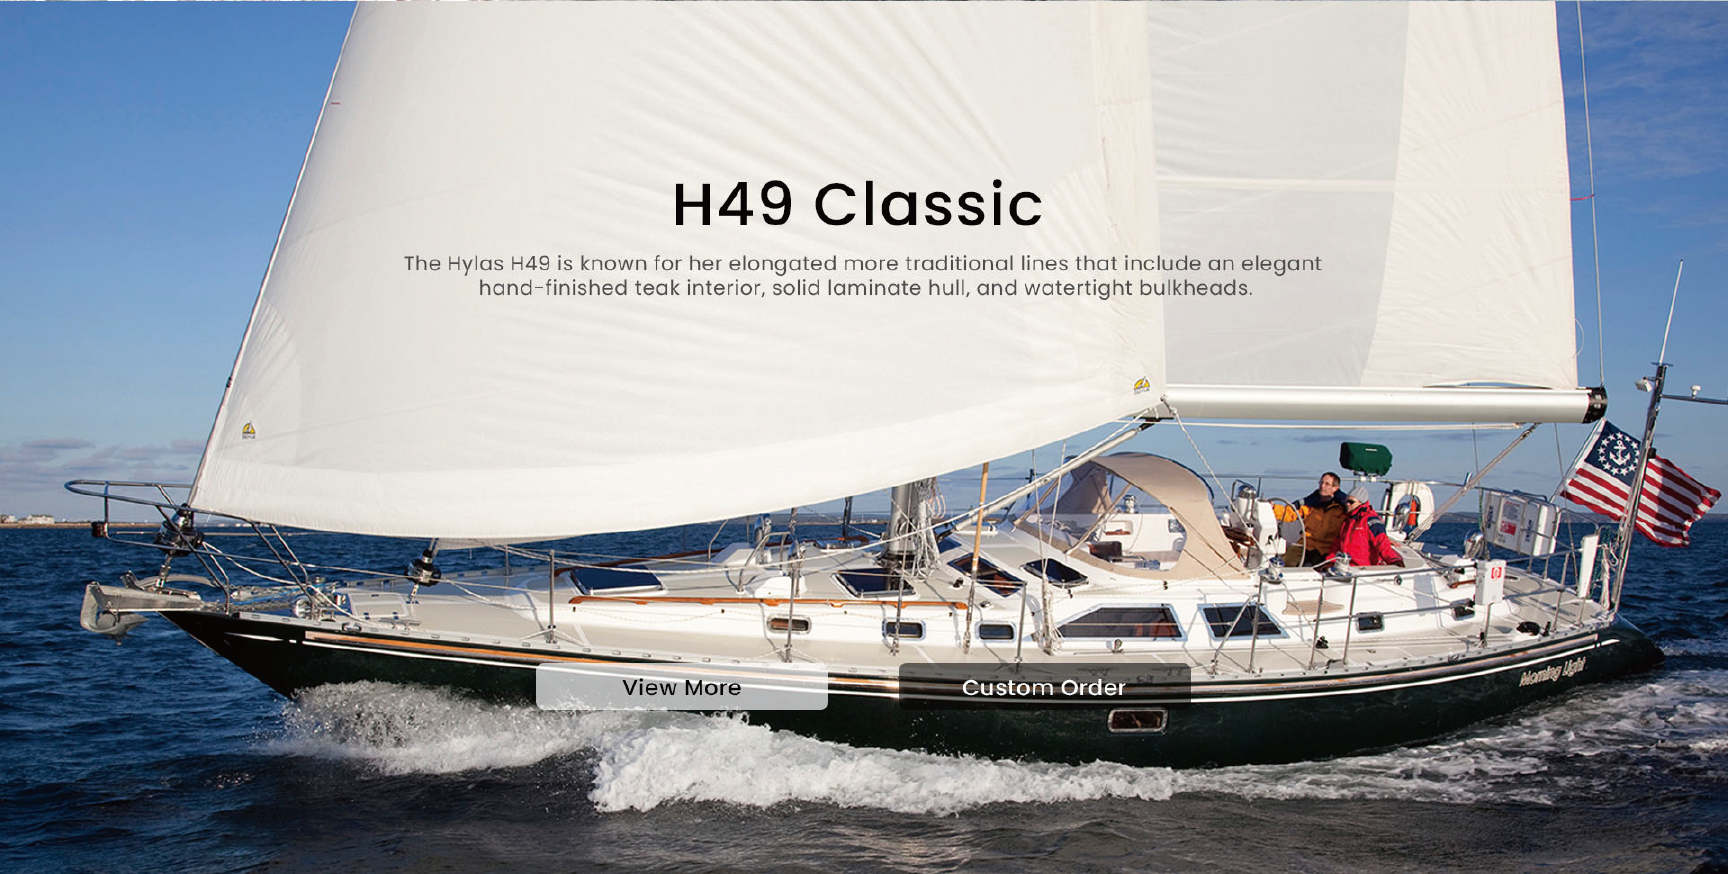 H49 Classic
The Hylas H49 is known for her elongated more traditional lines that include an elegant
hand-finished teak interior, solid laminate hull, and watertight bulkheads.
View More
Custom Order
Morning Light